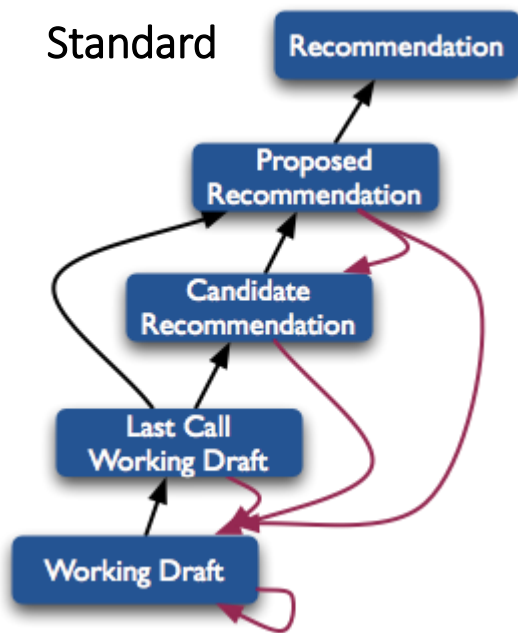 Standard
Recommendation
Proposed
Recommendation
Candidate
Recommendation
Last Call
Working Draft
Working Draft